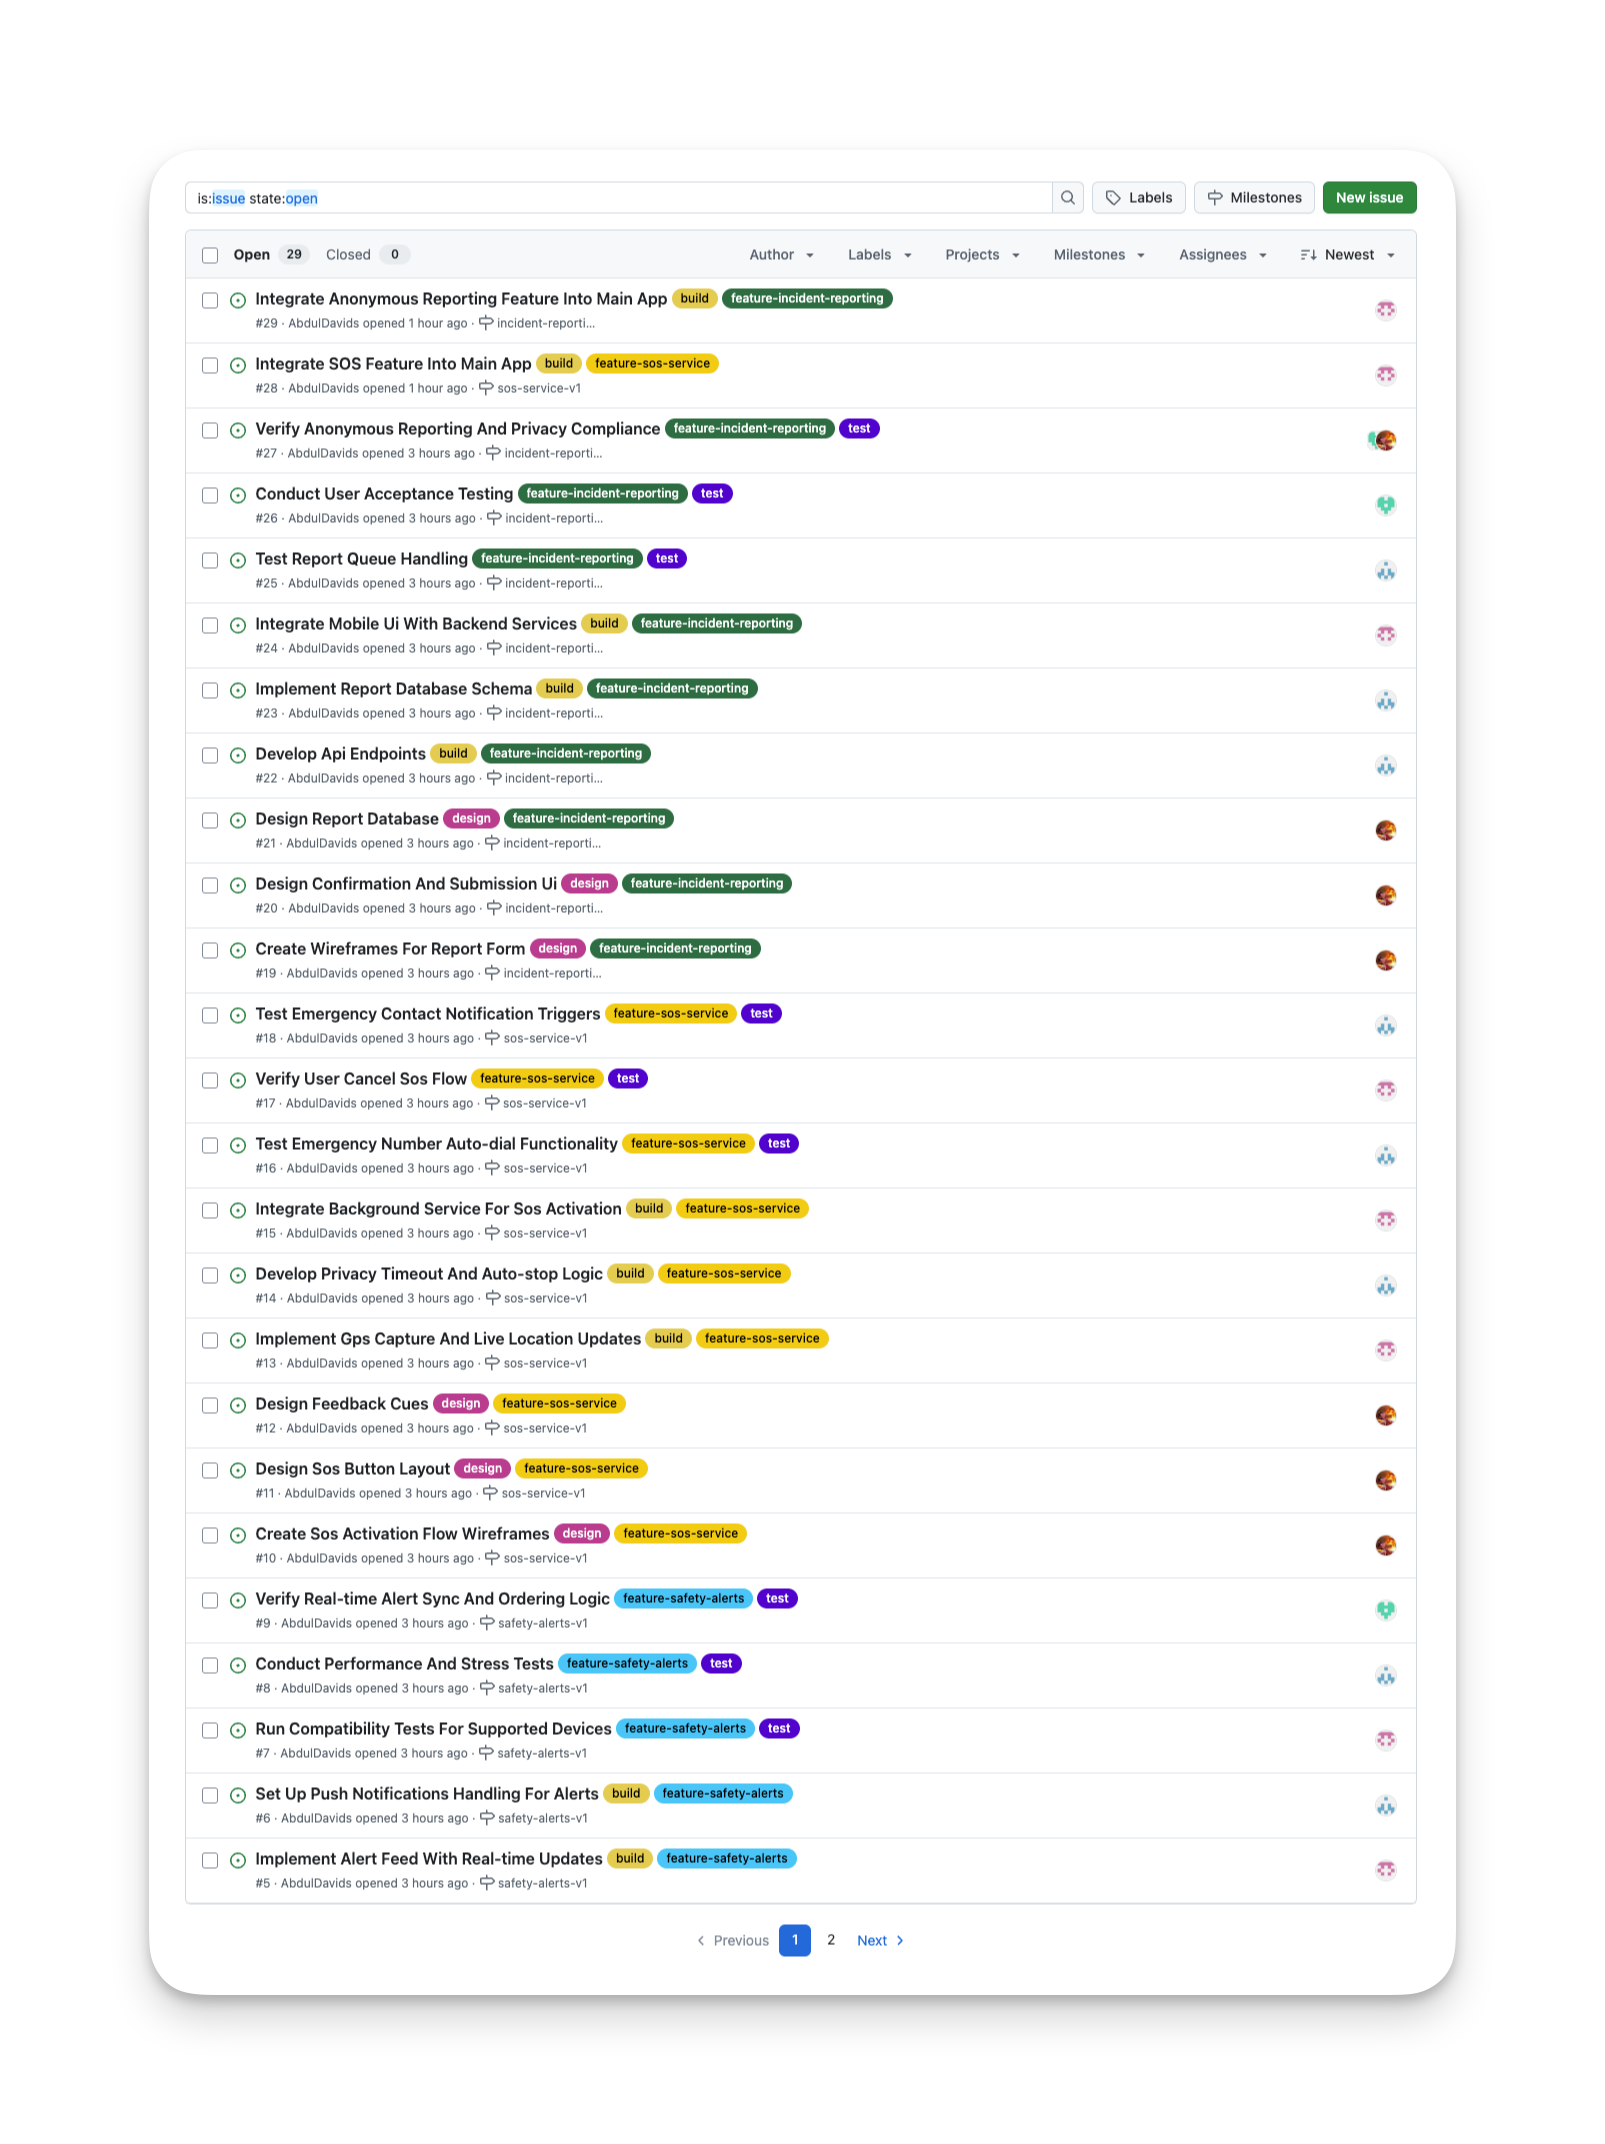 is:issue state:open Labels Milestones New issue
Open 29 Closed 0 Author Labels Projects Milestones Assignees Newest
Integrate Anonymous Reporting Feature Into Main App build feature-incident-reporting
#29 · AbdulDavids opened 1 hour ago · incident-reporti...
Integrate SOS Feature Into Main App build feature-sos-service
#28 · AbdulDavids opened 1 hour ago · sos-service-v1
Verify Anonymous Reporting And Privacy Compliance feature-incident-reporting test
#27 · AbdulDavids opened 3 hours ago · incident-reporti...
Conduct User Acceptance Testing feature-incident-reporting test
#26 · AbdulDavids opened 3 hours ago · incident-reporti...
Test Report Queue Handling feature-incident-reporting test
#25 · AbdulDavids opened 3 hours ago · incident-reporti...
Integrate Mobile Ui With Backend Services build feature-incident-reporting
#24 · AbdulDavids opened 3 hours ago · incident-reporti...
Implement Report Database Schema build feature-incident-reporting
#23 · AbdulDavids opened 3 hours ago · incident-reporti...
Develop Api Endpoints build feature-incident-reporting
#22 · AbdulDavids opened 3 hours ago · incident-reporti...
Design Report Database design feature-incident-reporting
#21 · AbdulDavids opened 3 hours ago · incident-reporti...
Design Confirmation And Submission Ui design feature-incident-reporting
#20 · AbdulDavids opened 3 hours ago · incident-reporti...
Create Wireframes For Report Form design feature-incident-reporting
#19 · AbdulDavids opened 3 hours ago · incident-reporti...
Test Emergency Contact Notification Triggers feature-sos-service test
#18 · AbdulDavids opened 3 hours ago · sos-service-v1
Verify User Cancel Sos Flow feature-sos-service test
#17 · AbdulDavids opened 3 hours ago · sos-service-v1
Test Emergency Number Auto-dial Functionality feature-sos-service test
#16 · AbdulDavids opened 3 hours ago · sos-service-v1
Integrate Background Service For Sos Activation build feature-sos-service
#15 · AbdulDavids opened 3 hours ago · sos-service-v1
Develop Privacy Timeout And Auto-stop Logic build feature-sos-service
#14 · AbdulDavids opened 3 hours ago · sos-service-v1
Implement Gps Capture And Live Location Updates build feature-sos-service
#13 · AbdulDavids opened 3 hours ago · sos-service-v1
Design Feedback Cues design feature-sos-service
#12 · AbdulDavids opened 3 hours ago · sos-service-v1
Design Sos Button Layout design feature-sos-service
#11 · AbdulDavids opened 3 hours ago · sos-service-v1
Create Sos Activation Flow Wireframes design feature-sos-service
#10 · AbdulDavids opened 3 hours ago · sos-service-v1
Verify Real-time Alert Sync And Ordering Logic feature-safety-alerts test
#9 · AbdulDavids opened 3 hours ago · safety-alerts-v1
Conduct Performance And Stress Tests feature-safety-alerts test
#8 · AbdulDavids opened 3 hours ago · safety-alerts-v1
Run Compatibility Tests For Supported Devices feature-safety-alerts test
#7 · AbdulDavids opened 3 hours ago · safety-alerts-v1
Set Up Push Notifications Handling For Alerts build feature-safety-alerts
#6 · AbdulDavids opened 3 hours ago · safety-alerts-v1
Implement Alert Feed With Real-time Updates build feature-safety-alerts
#5 · AbdulDavids opened 3 hours ago · safety-alerts-v1
Previous 1 2 Next